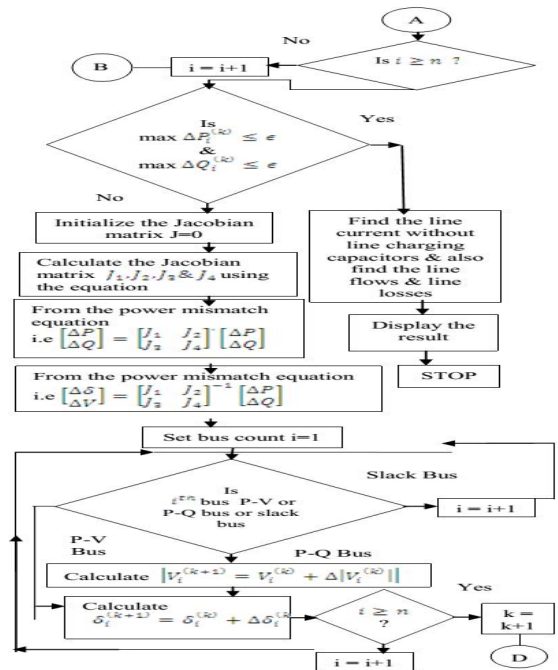 A
No
B
i = i+1
Is i ≥ n ?
Is
max ΔP_i^(k) ≤ e
&
max ΔQ_i^(k) ≤ e
Yes
No
Initialize the Jacobian
matrix J=0
Calculate the Jacobian
matrix J₁,J₂,J₃&J₄ using
the equation
From the power mismatch
equation
i.e [ΔP ΔQ] = [J₁ J₂ J₃ J₄] [ΔP ΔQ]
From the power mismatch equation
i.e [Δδ ΔV] = [J₁ J₂ J₃ J₄]⁻¹ [ΔP ΔQ]
Find the line
current without
line charging
capacitors & also
find the line
flows & line
losses
Display the
result
STOP
Set bus count i=1
Slack Bus
Is
i^th bus P-V or
P-Q bus or slack
bus
i = i+1
P-V
Bus
P-Q Bus
Calculate |V_i^(k+1) = V_i^(k) + Δ|V_i^(k)||
Calculate
δ_i^(k+1) = δ_i^(k) + Δδ_i^(k
i ≥ n
?
Yes
k =
k+1
D
i = i+1